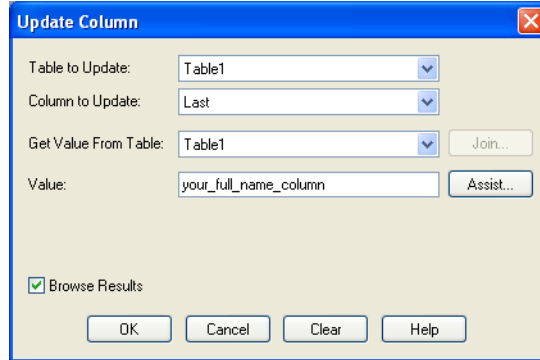 Update Column
Table to Update: Table1
Column to Update: Last
Get Value From Table: Table1 Join...
Value: your_full_name_column Assist...
Browse Results
OK Cancel Clear Help